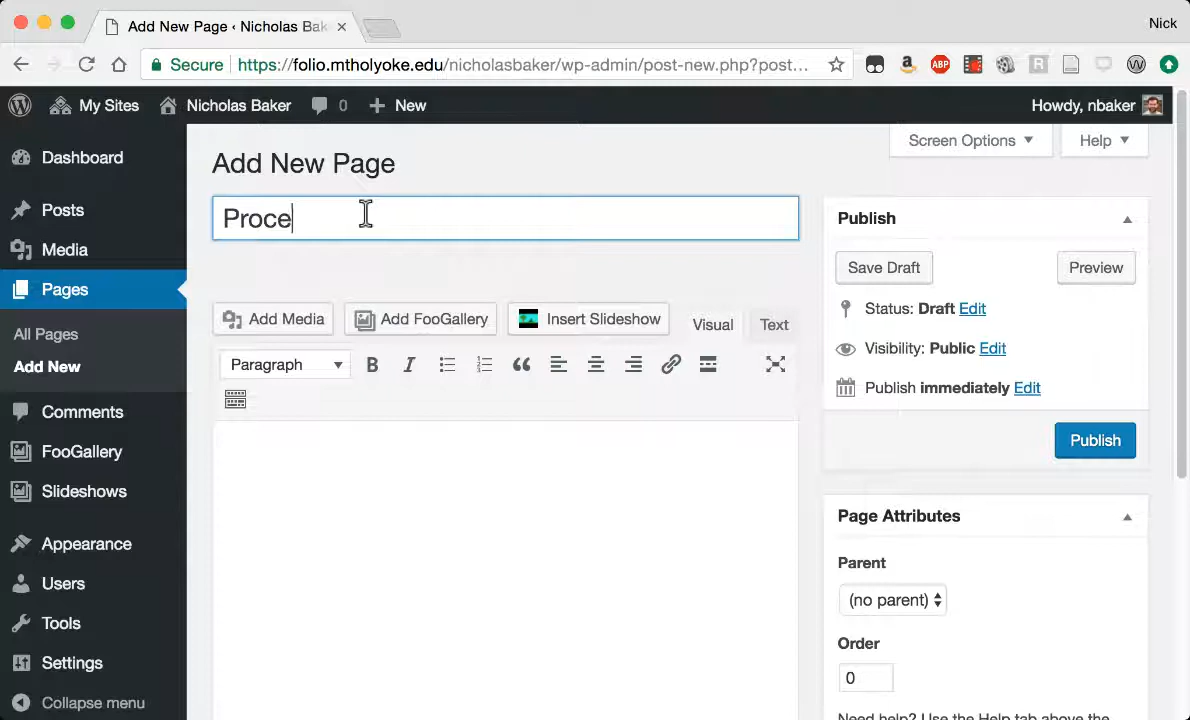 Add New Page ‹ Nicholas Bak
Nick
Secure https://folio.mtholyoke.edu/nicholasbaker/wp-admin/post-new.php?post...
ABP
R
My Sites Nicholas Baker 0 New Howdy, nbaker
Screen Options Help
Dashboard
Posts
Media
Pages
All Pages
Add New
Comments
FooGallery
Slideshows
Appearance
Users
Tools
Settings
Collapse menu
Add New Page
Proce
Add Media Add FooGallery Insert Slideshow Visual Text
Paragraph B I
Publish
Save Draft Preview
Status: Draft Edit
Visibility: Public Edit
Publish immediately Edit
Publish
Page Attributes
Parent
(no parent)
Order
0
Need help? Use the Help tab above the